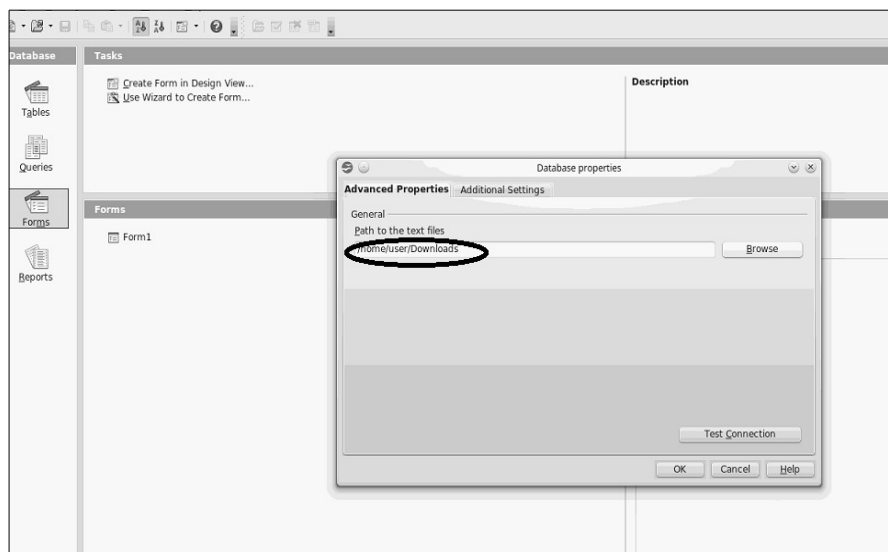 Database
Tables
Queries
Forms
Reports
Tasks
Create Form in Design View...
Use Wizard to Create Form...
Description
Forms
Form1
Database properties
Advanced Properties
Additional Settings
General
Path to the text files
/home/user/Downloads
Browse
Test Connection
OK
Cancel
Help